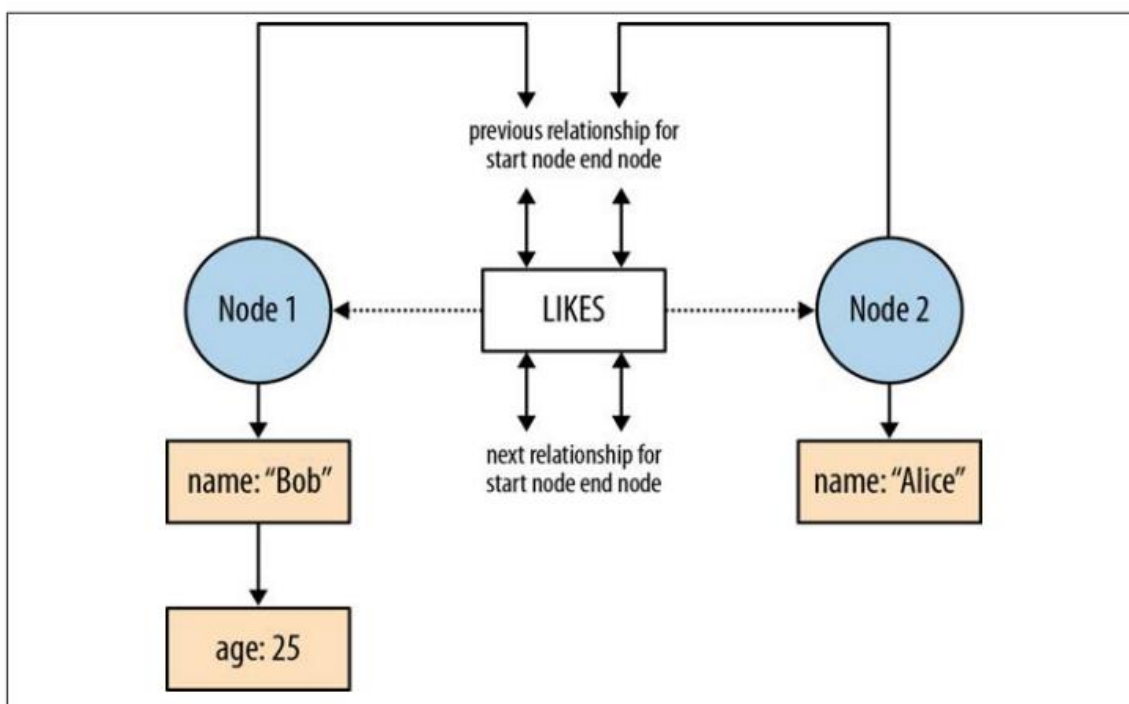 previous relationship for
start node end node
Node 1
LIKES
Node 2
next relationship for
start node end node
name: “Bob”
name: “Alice”
age: 25